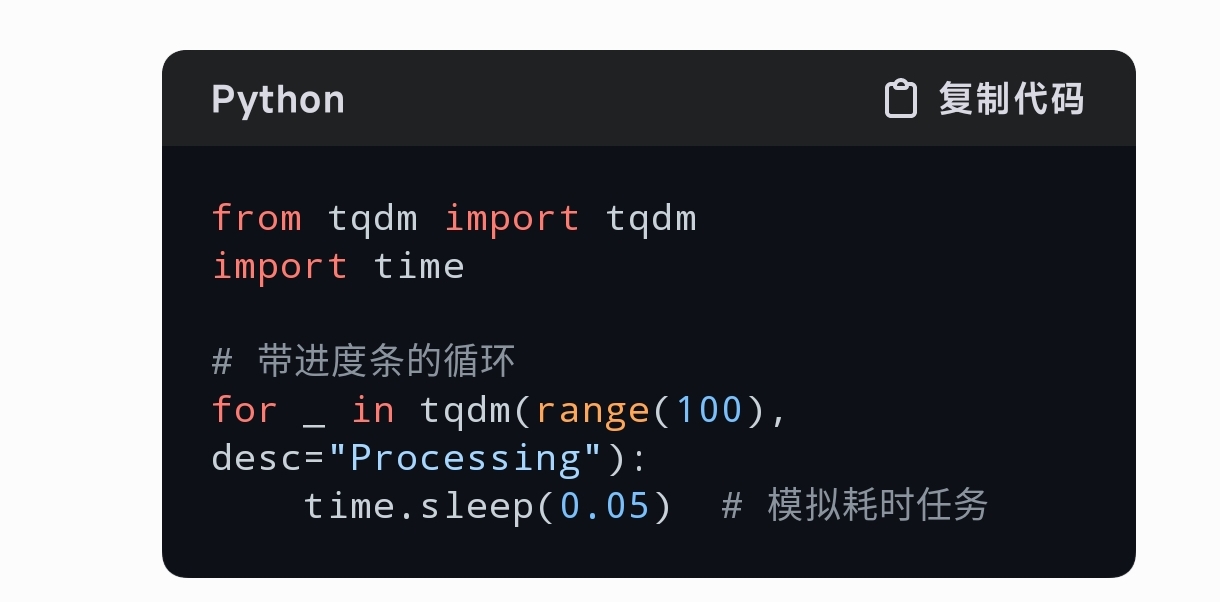 Python
复制代码
from tqdm import tqdm
import time
# 带进度条的循环
for _ in tqdm(range(100),
desc="Processing"):
    time.sleep(0.05)  # 模拟耗时任务